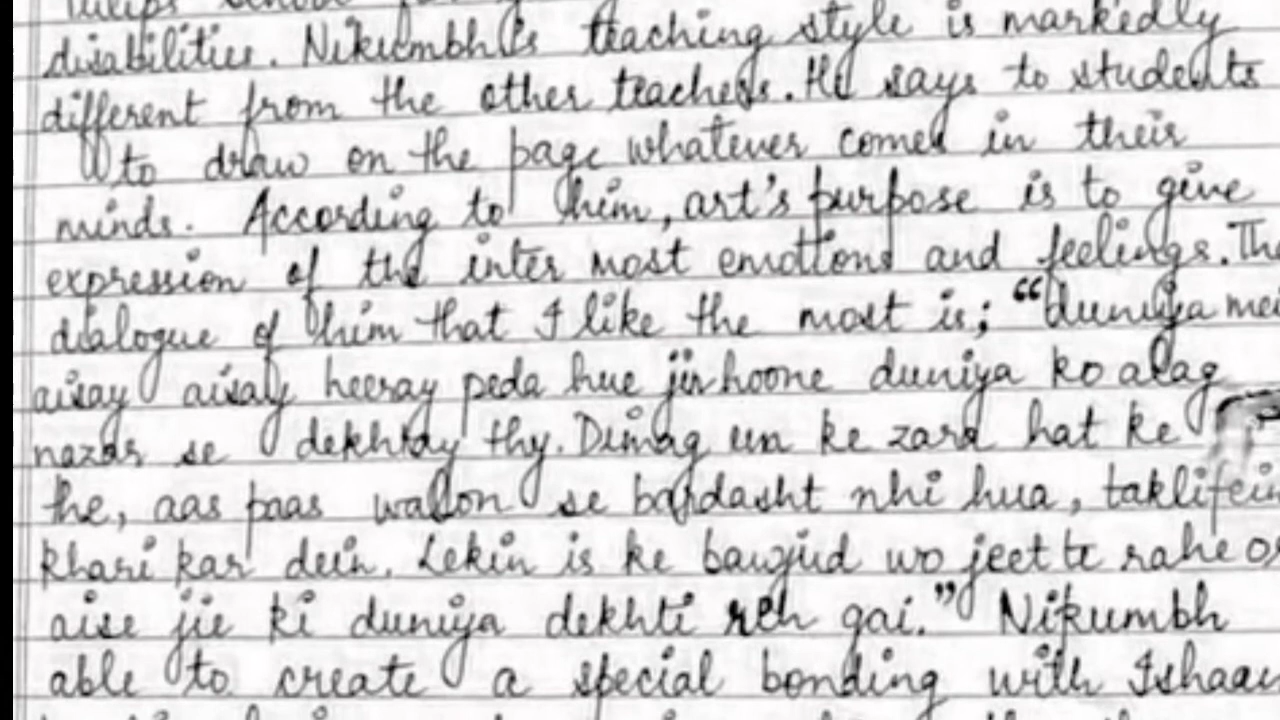 disabilities. Nikumbh's teaching style is markedly
different from the other teachers. He says to students
to draw on the page whatever comes in their
minds. According to him, art's purpose is to give
expression of the inter most emotions and feelings. The
dialogue of him that I like the most is; "duniya mei
aisay aisay heeray peda hue jinhoone duniya ko alag
nazar se dekhtay thy. Dimag un ke zara hat ke
the, aas paas walon se bardasht nhi hua, taklifein
khari kar dein. Lekin is ke bawjud wo jeette rahe or
aise jie ki duniya dekhti reh gai." Nikumbh
able to create a special bonding with Ishaan